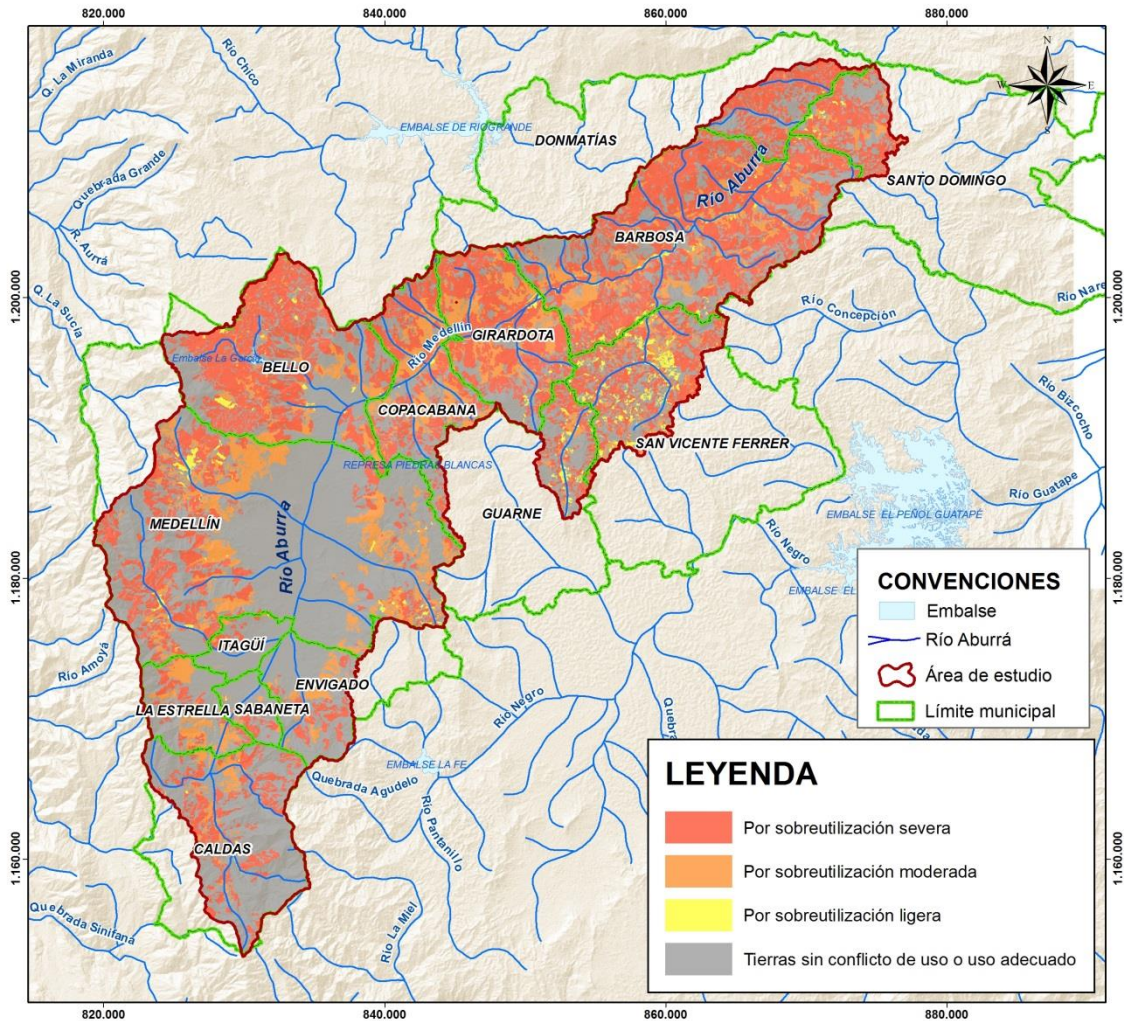 820.000
840.000
860.000
880.000
Q. La Miranda
Río Chico
N
W
E
S
EMBALSE DE RIOGRANDE
DONMATÍAS
Quebrada Grande
Río Aburrá
SANTO DOMINGO
R. Aurrá
BARBOSA
Q. La Sucia
1.200.000
1.200.000
Río Nare
Río Concepción
Río Medellín
GIRARDOTA
Embalse La García
BELLO
Río Bizcocho
COPACABANA
SAN VICENTE FERRER
REPRESA PIEDRAS BLANCAS
Río Guatape
MEDELLÍN
GUARNE
EMBALSE EL PEÑOL GUATAPÉ
Río Aburra
Río Negro
1.180.000
1.180.000
EMBALSE EL
CONVENCIONES
Embalse
Río Aburrá
Área de estudio
Límite municipal
ITAGÜÍ
Río Amoyá
ENVIGADO
LA ESTRELLA
SABANETA
Río Negro
Quebra
EMBALSE LA FE
Quebrada Agudelo
Río Pantanillo
LEYENDA
Por sobreutilización severa
Por sobreutilización moderada
Por sobreutilización ligera
Tierras sin conflicto de uso o uso adecuado
CALDAS
1.160.000
1.160.000
Quebrada Sinifaná
Río La Miel
820.000
840.000
860.000
880.000